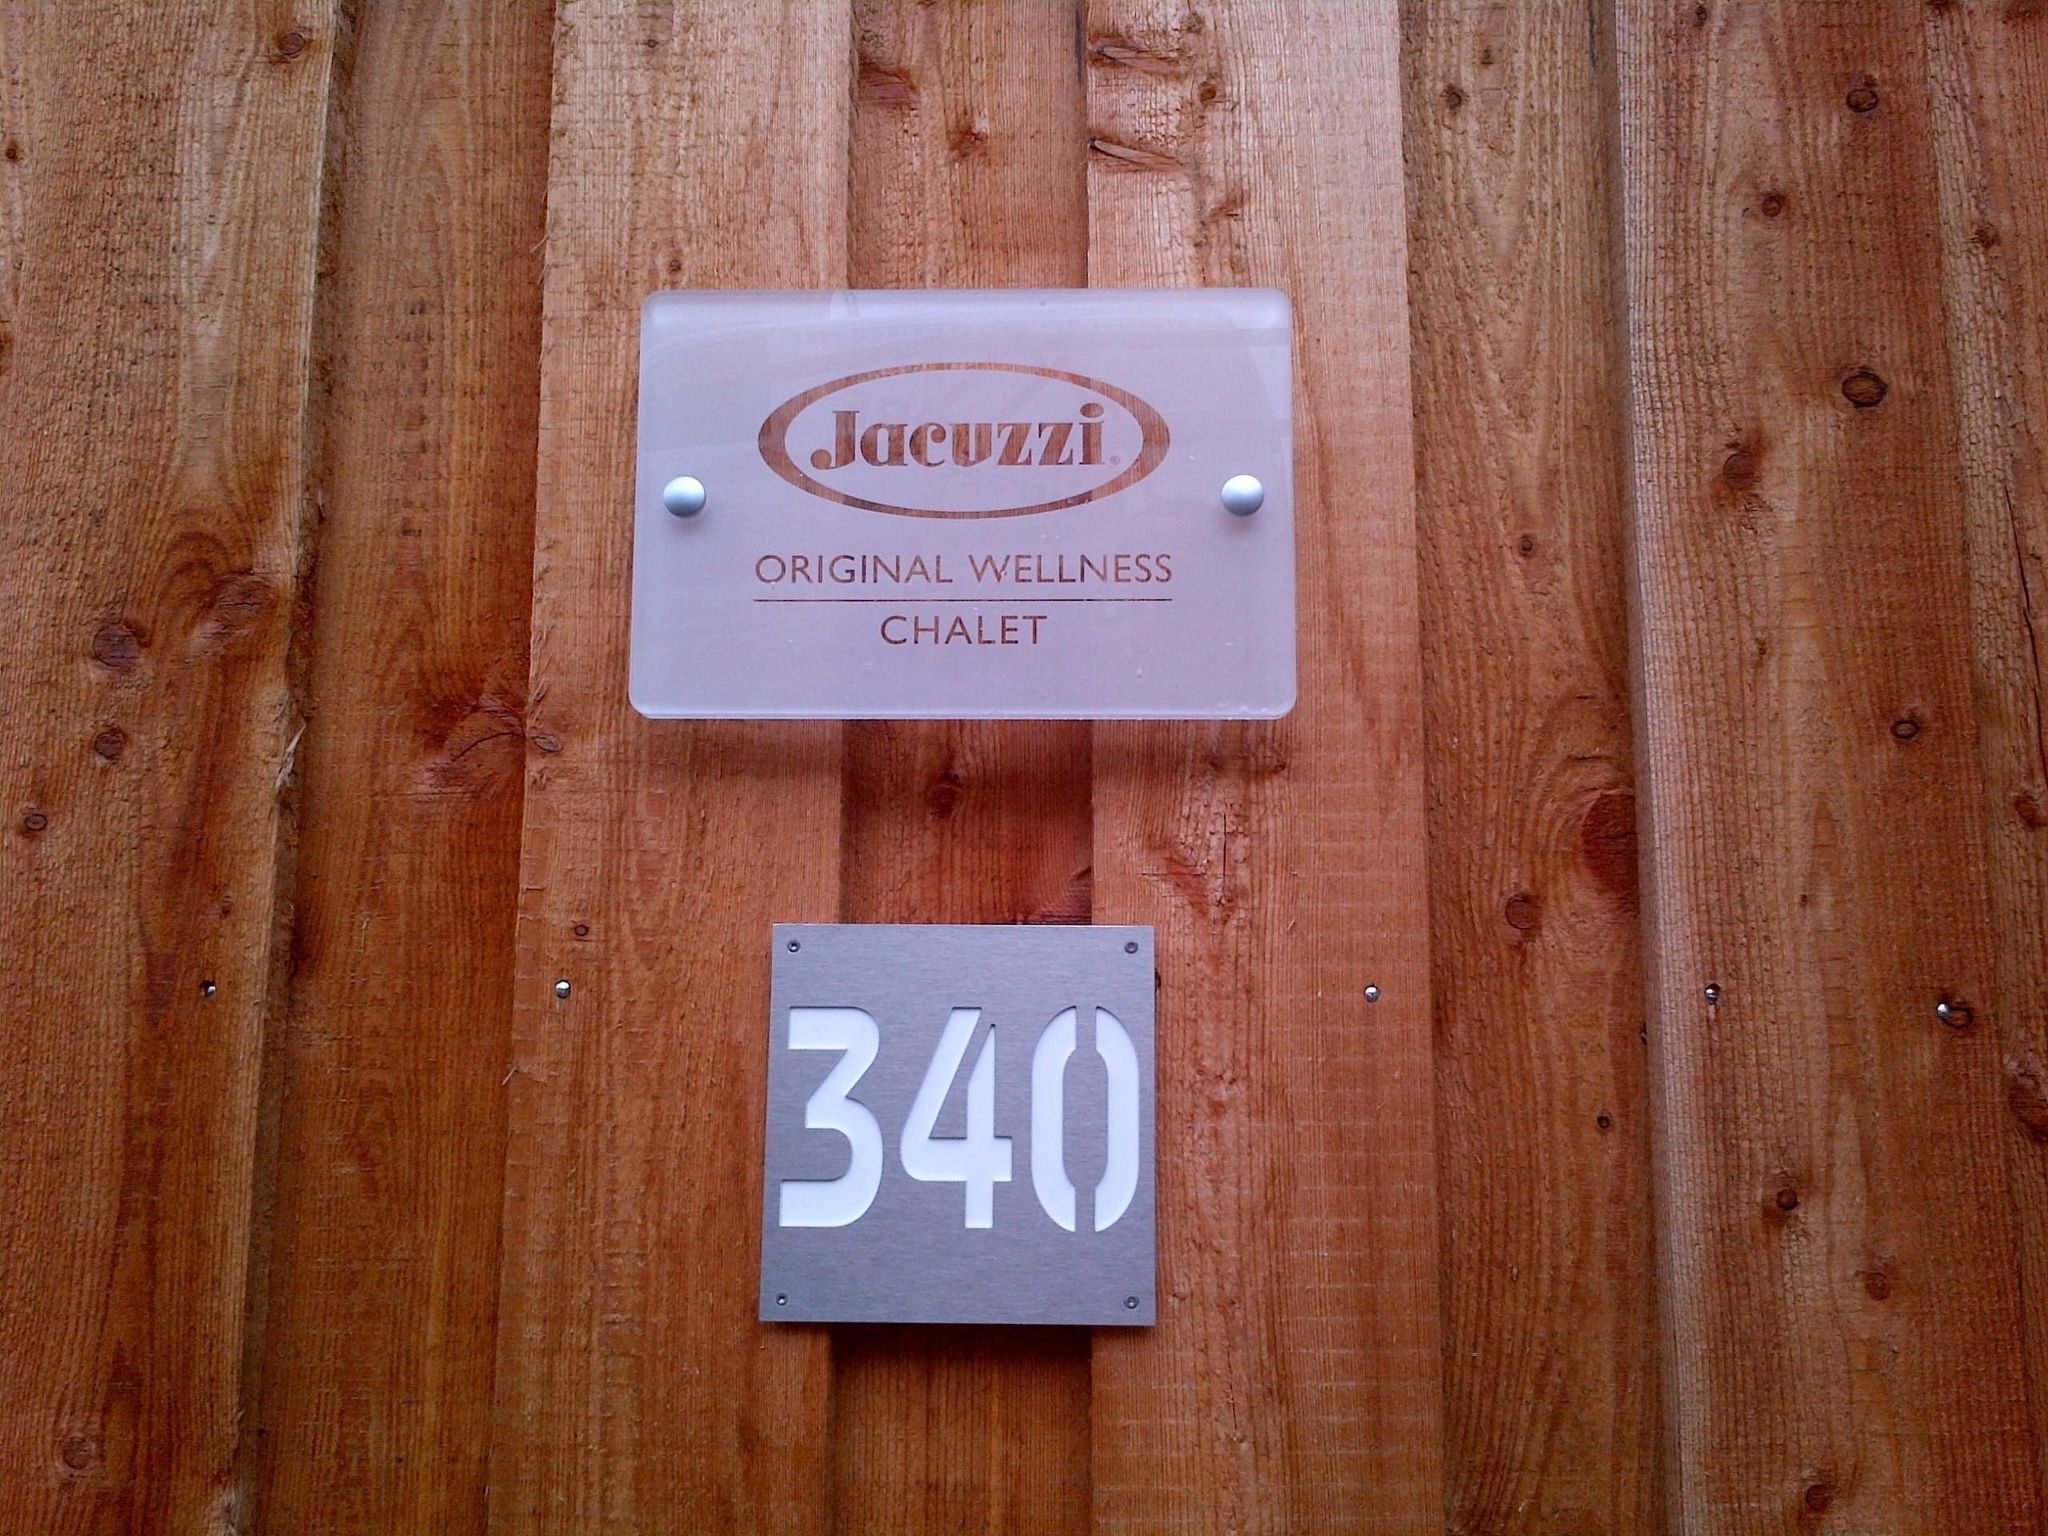 Jacuzzi®
ORIGINAL WELLNESS
CHALET
340